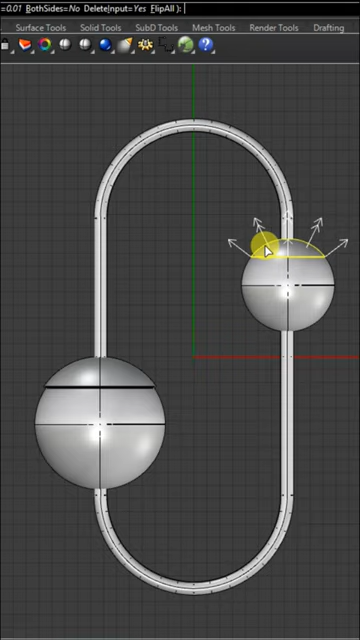 =0.01 BothSides=No DeleteInput=Yes FlipAll ):
Surface Tools Solid Tools SubD Tools Mesh Tools Render Tools Drafting